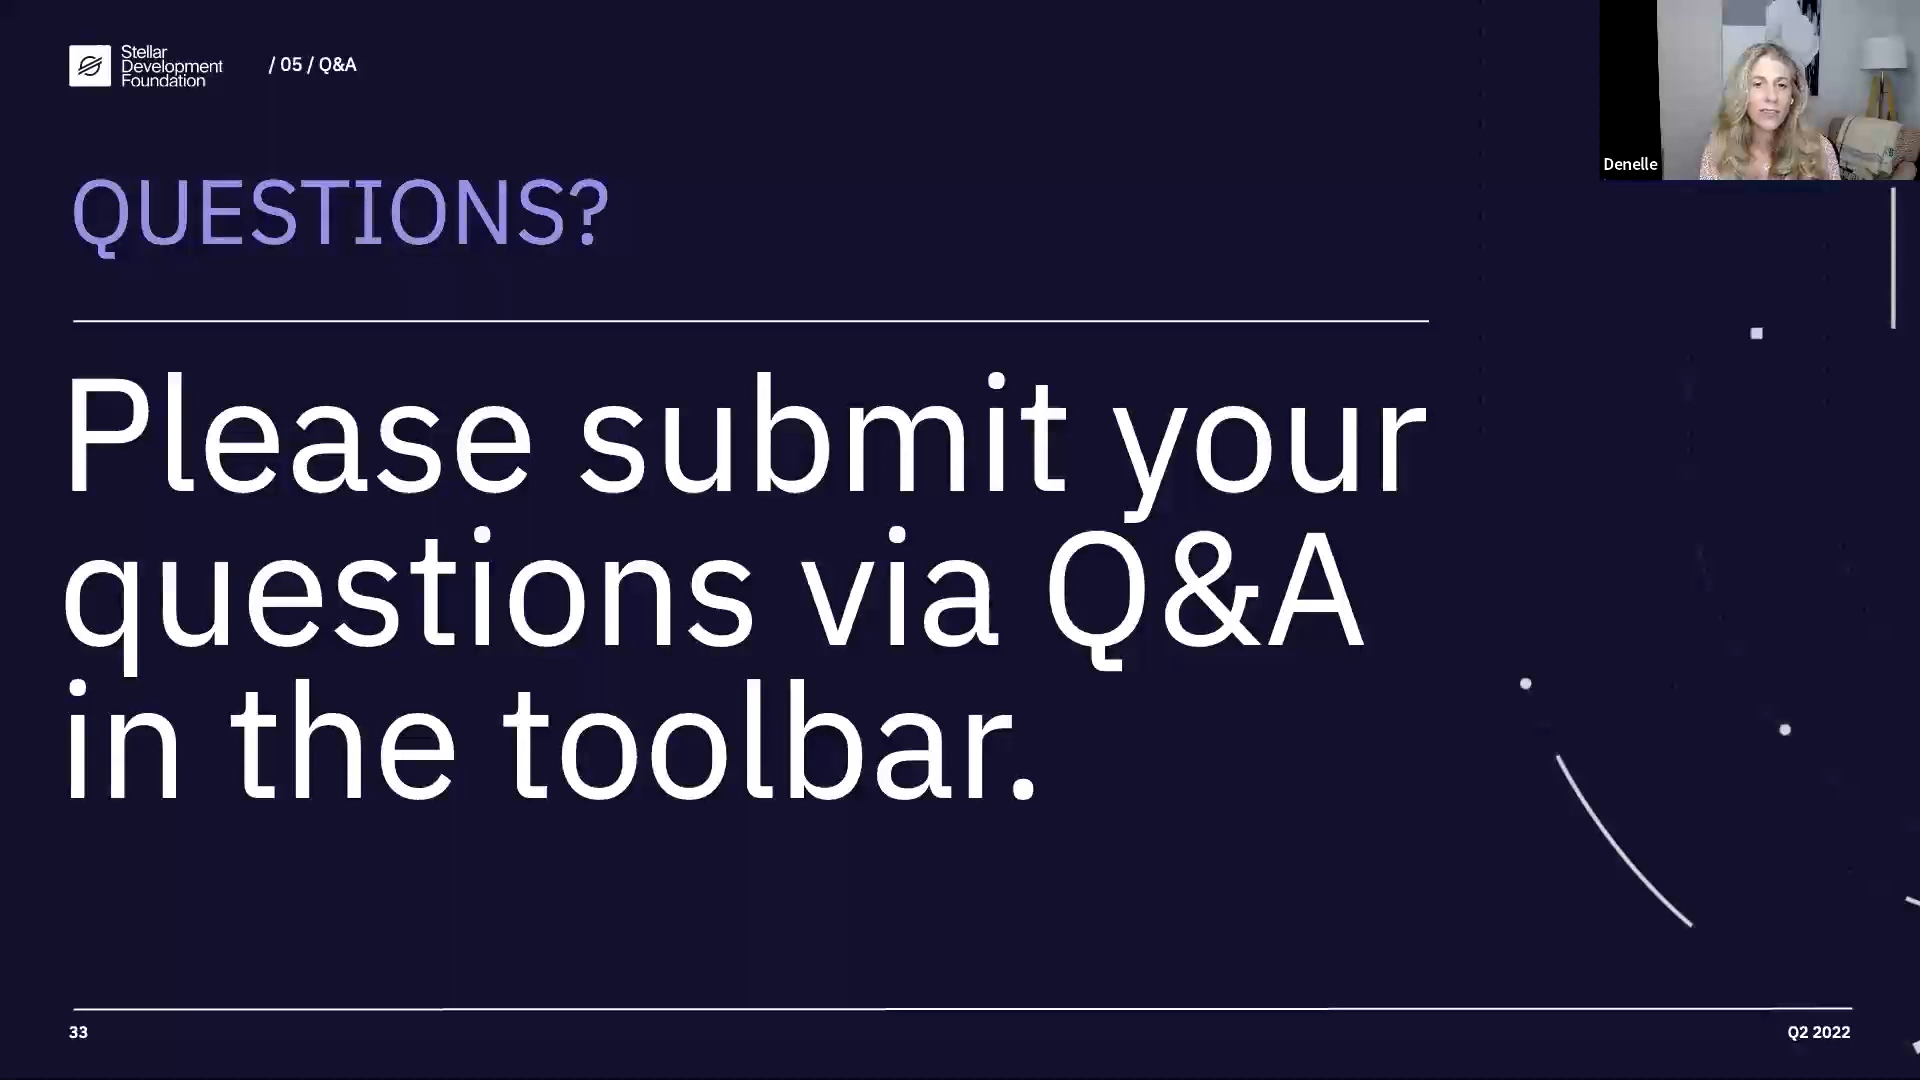 Stellar
Development
Foundation
/ 05 / Q&A
Denelle
QUESTIONS?
Please submit your
questions via Q&A
in the toolbar.
33
Q2 2022